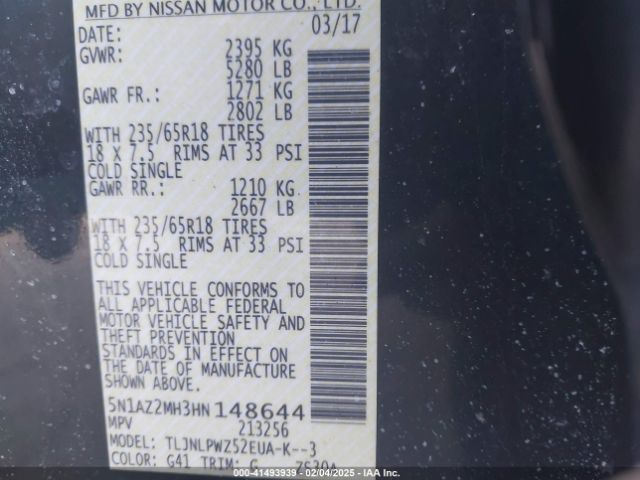 MFD BY NISSAN MOTOR CO., LTD.
DATE: 03/17
GVWR: 2395 KG
5280 LB
GAWR FR.: 1271 KG
2802 LB
WITH 235/65R18 TIRES
18 X 7.5 RIMS AT 33 PSI
COLD SINGLE
GAWR RR.: 1210 KG
2667 LB
WITH 235/65R18 TIRES
18 X 7.5 RIMS AT 33 PSI
COLD SINGLE
THIS VEHICLE CONFORMS TO
ALL APPLICABLE FEDERAL
MOTOR VEHICLE SAFETY AND
THEFT PREVENTION
STANDARDS IN EFFECT ON
THE DATE OF MANUFACTURE
SHOWN ABOVE.
5N1AZ2MH3HN148644
MPV 213256
MODEL: TLJNLPWZ52EUA-K--3
COLOR: G41 TRIM: G
000-41493939 - 02/04/2025 - IAAI.COM